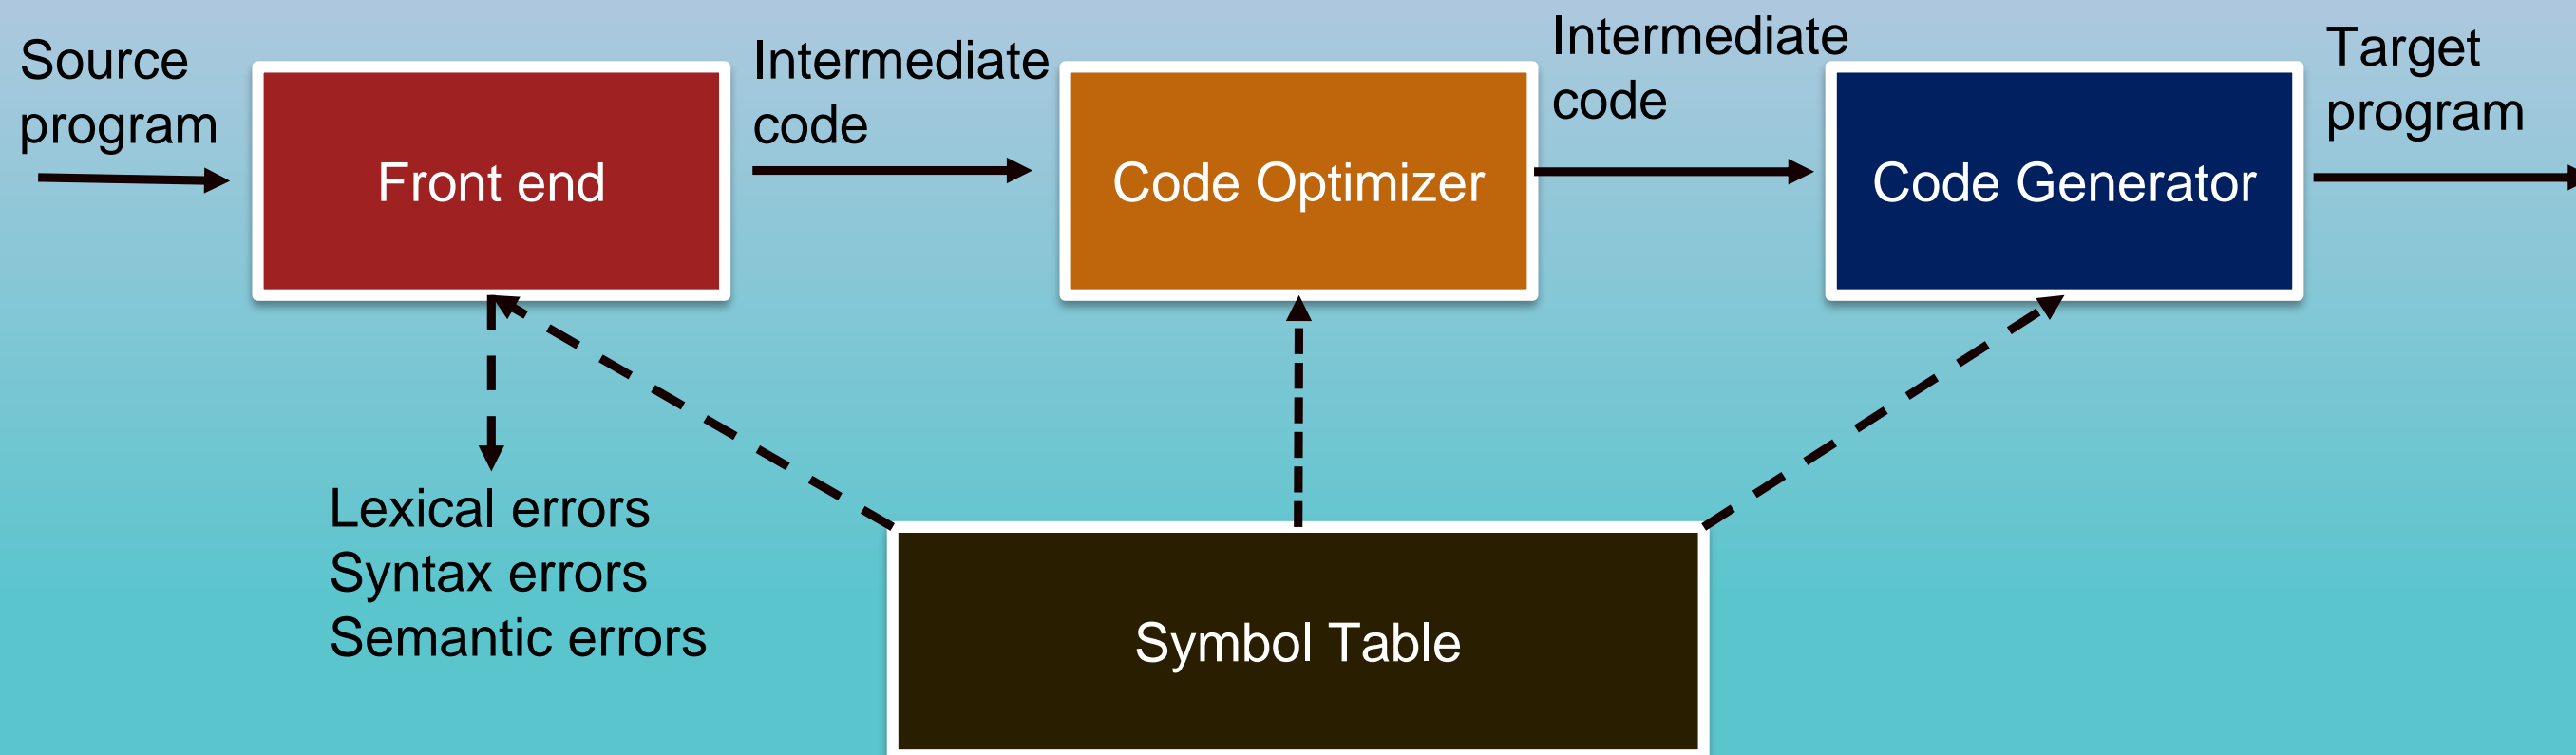 Source
program
Front end
Intermediate
code
Code Optimizer
Intermediate
code
Code Generator
Target
program
Lexical errors
Syntax errors
Semantic errors
Symbol Table